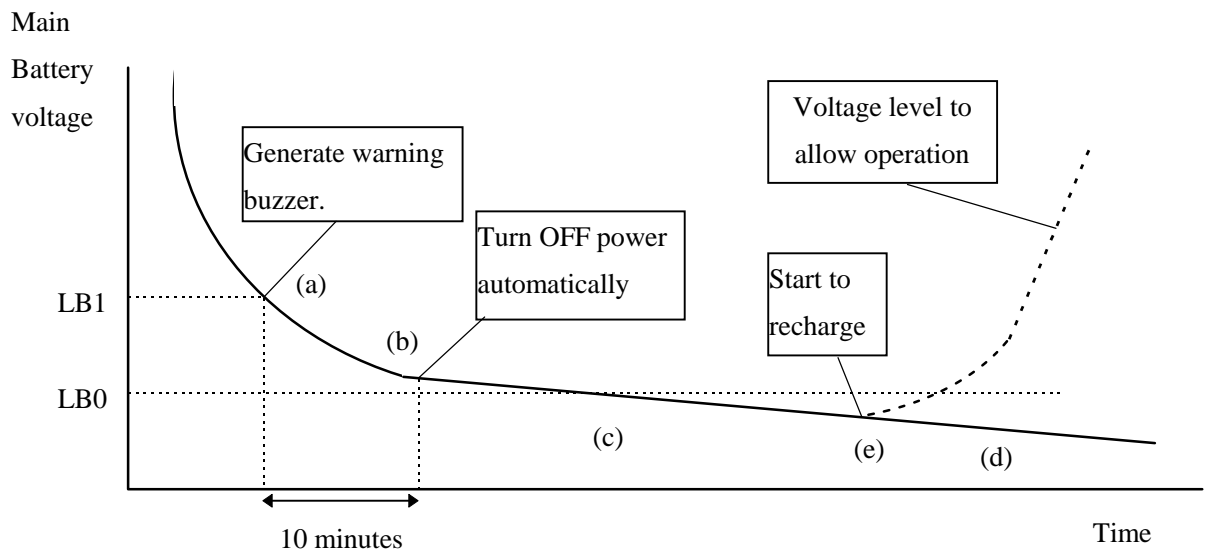 Main
Battery
voltage
Generate warning
buzzer.
Turn OFF power
automatically
Voltage level to
allow operation
Start to
recharge
(a)
(b)
(c)
(e)
(d)
LB1
LB0
10 minutes
Time